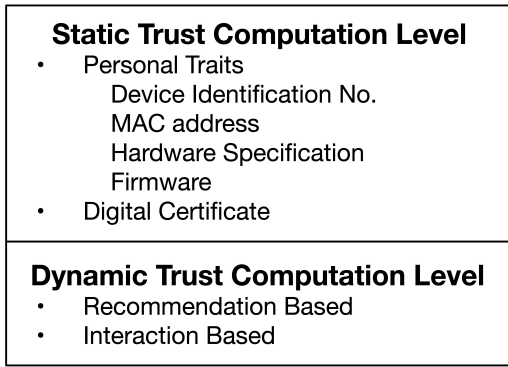 Static Trust Computation Level
• Personal Traits
Device Identification No.
MAC address
Hardware Specification
Firmware
• Digital Certificate
Dynamic Trust Computation Level
• Recommendation Based
• Interaction Based